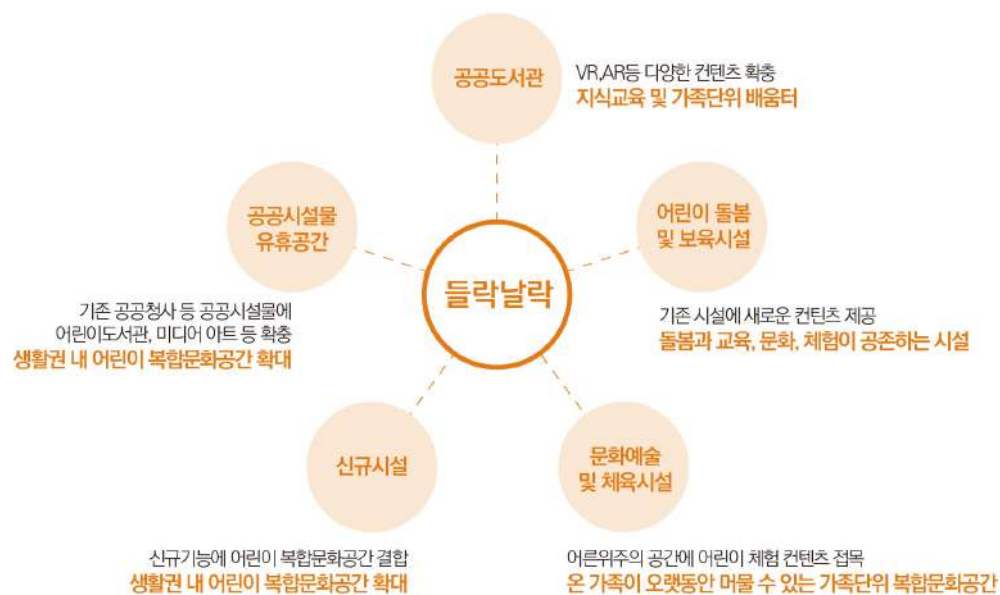 공공도서관
VR,AR등 다양한 컨텐츠 확충
지식교육 및 가족단위 배움터
공공시설물
유휴공간
기존 공공청사 등 공공시설물에
어린이도서관, 미디어 아트 등 확충
생활권 내 어린이 복합문화공간 확대
들락날락
어린이 돌봄
및 보육시설
기존 시설에 새로운 컨틴츠 제공
돌봄과 교육, 문화, 체험이 공존하는 시설
신규시설
신규기능에 어린이 복합문화공간 결합
생활권 내 어린이 복합문화공간 확대
문화예술
및 체육시설
어른위주의 공간에 어린이 체험 컨텐츠 접목
온 가족이 오랫동안 머물 수 있는 가족단위 복합문화공간